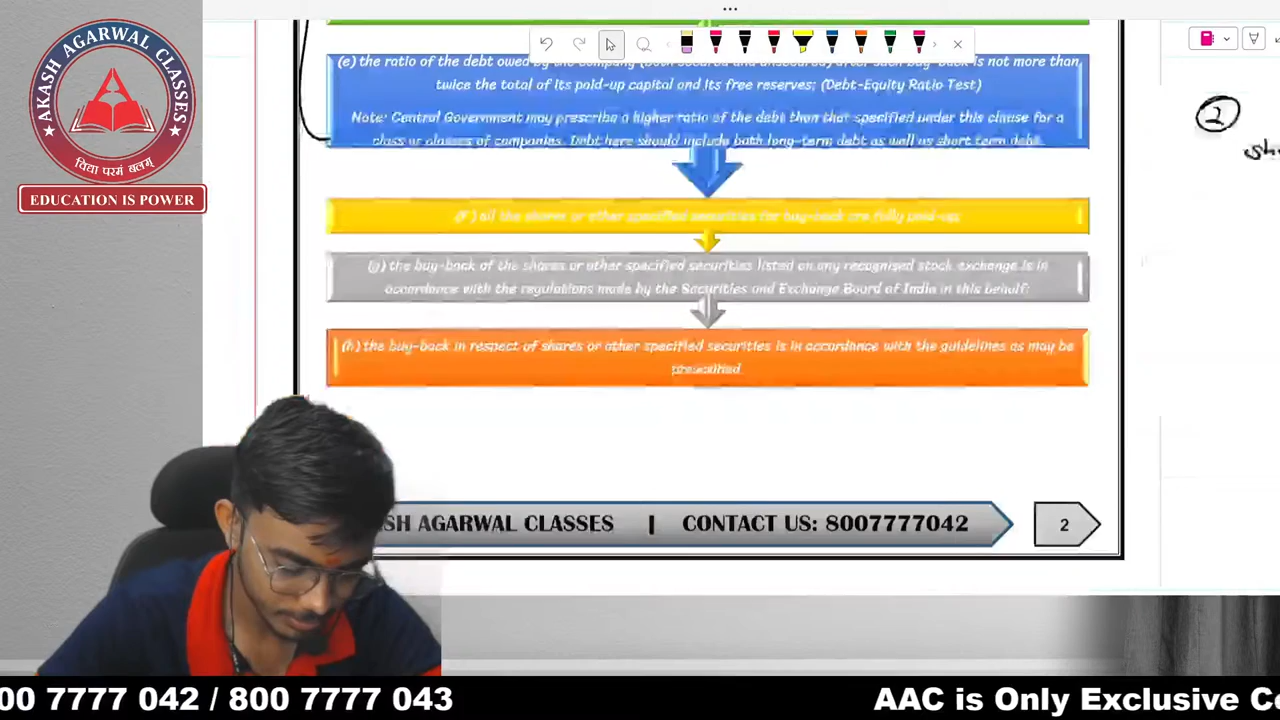 AKASH AGARWAL CLASSES
विद्या परमं बलम्
EDUCATION IS POWER
(e) the ratio of the debt owed by the company (both secured and unsecured) after such buy-back is not more than
twice the total of its paid-up capital and its free reserves; (Debt-Equity Ratio Test)
Note: Central Government may prescribe a higher ratio of the debt than that specified under this clause for a
class or classes of companies. Debt here should include both long-term debt as well as short term debt.
(f) all the shares or other specified securities for buy-back are fully paid-up;
(g) the buy-back of the shares or other specified securities listed on any recognised stock exchange is in
accordance with the regulations made by the Securities and Exchange Board of India in this behalf;
(h) the buy-back in respect of shares or other specified securities is in accordance with the guidelines as may be
prescribed
2
SH AGARWAL CLASSES | CONTACT US: 8007777042
2
00 7777 042 / 800 7777 043
AAC is Only Exclusive